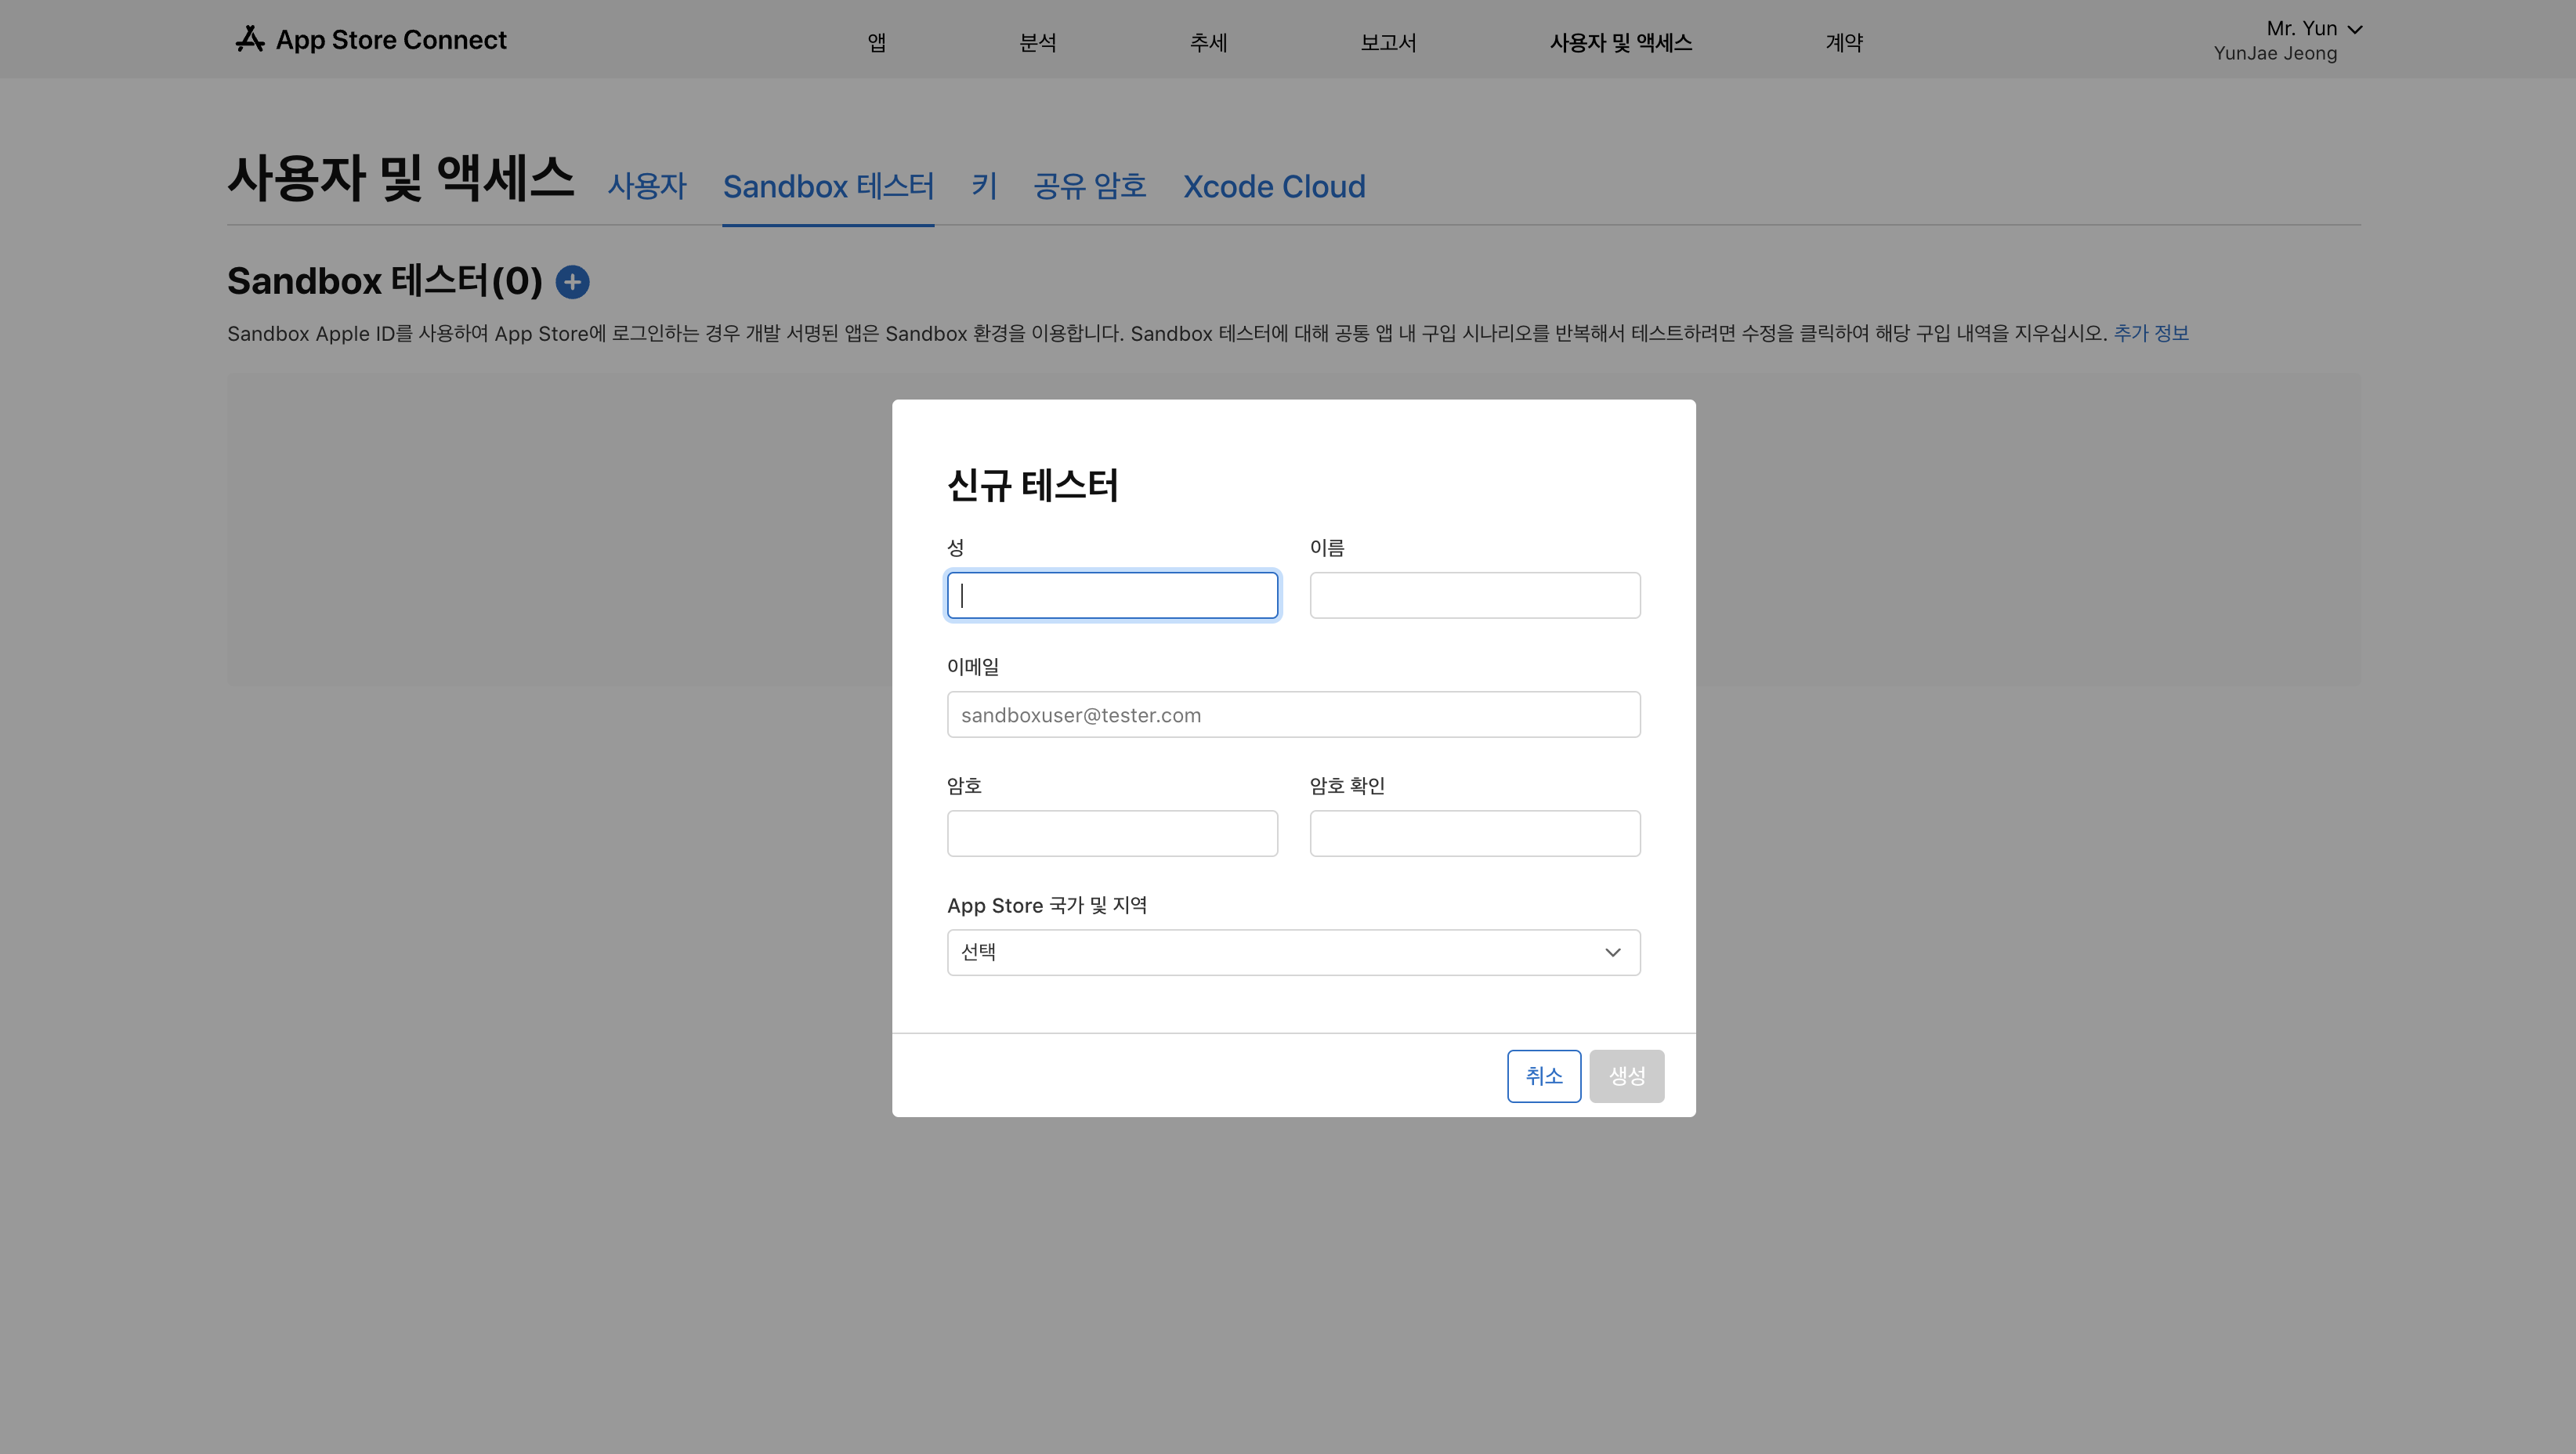 App Store Connect
앱
분석
추세
보고서
사용자 및 액세스
계약
Mr. Yun
YunJae Jeong
사용자 및 액세스
사용자
Sandbox 테스터
키
공유 암호
Xcode Cloud
Sandbox 테스터(0)
Sandbox Apple ID를 사용하여 App Store에 로그인하는 경우 개발 서명된 앱은 Sandbox 환경을 이용합니다. Sandbox 테스터에 대해 공통 앱 내 구입 시나리오를 반복해서 테스트하려면 수정을 클릭하여 해당 구입 내역을 지우십시오. 추가 정보
신규 테스터
성
이름
이메일
sandboxuser@tester.com
암호
암호 확인
App Store 국가 및 지역
선택
취소
생성